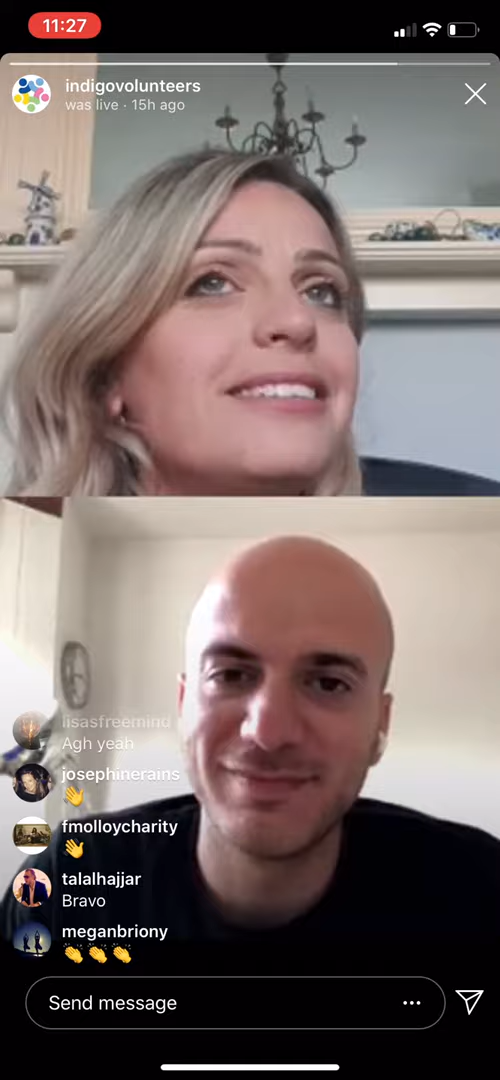 11:27
indigovolunteers
was live · 15h ago
lisasfreemind
Agh yeah
josephinerains
👋
fmolloycharity
👋
talalhajjar
Bravo
meganbriony
👏👏👏
Send message